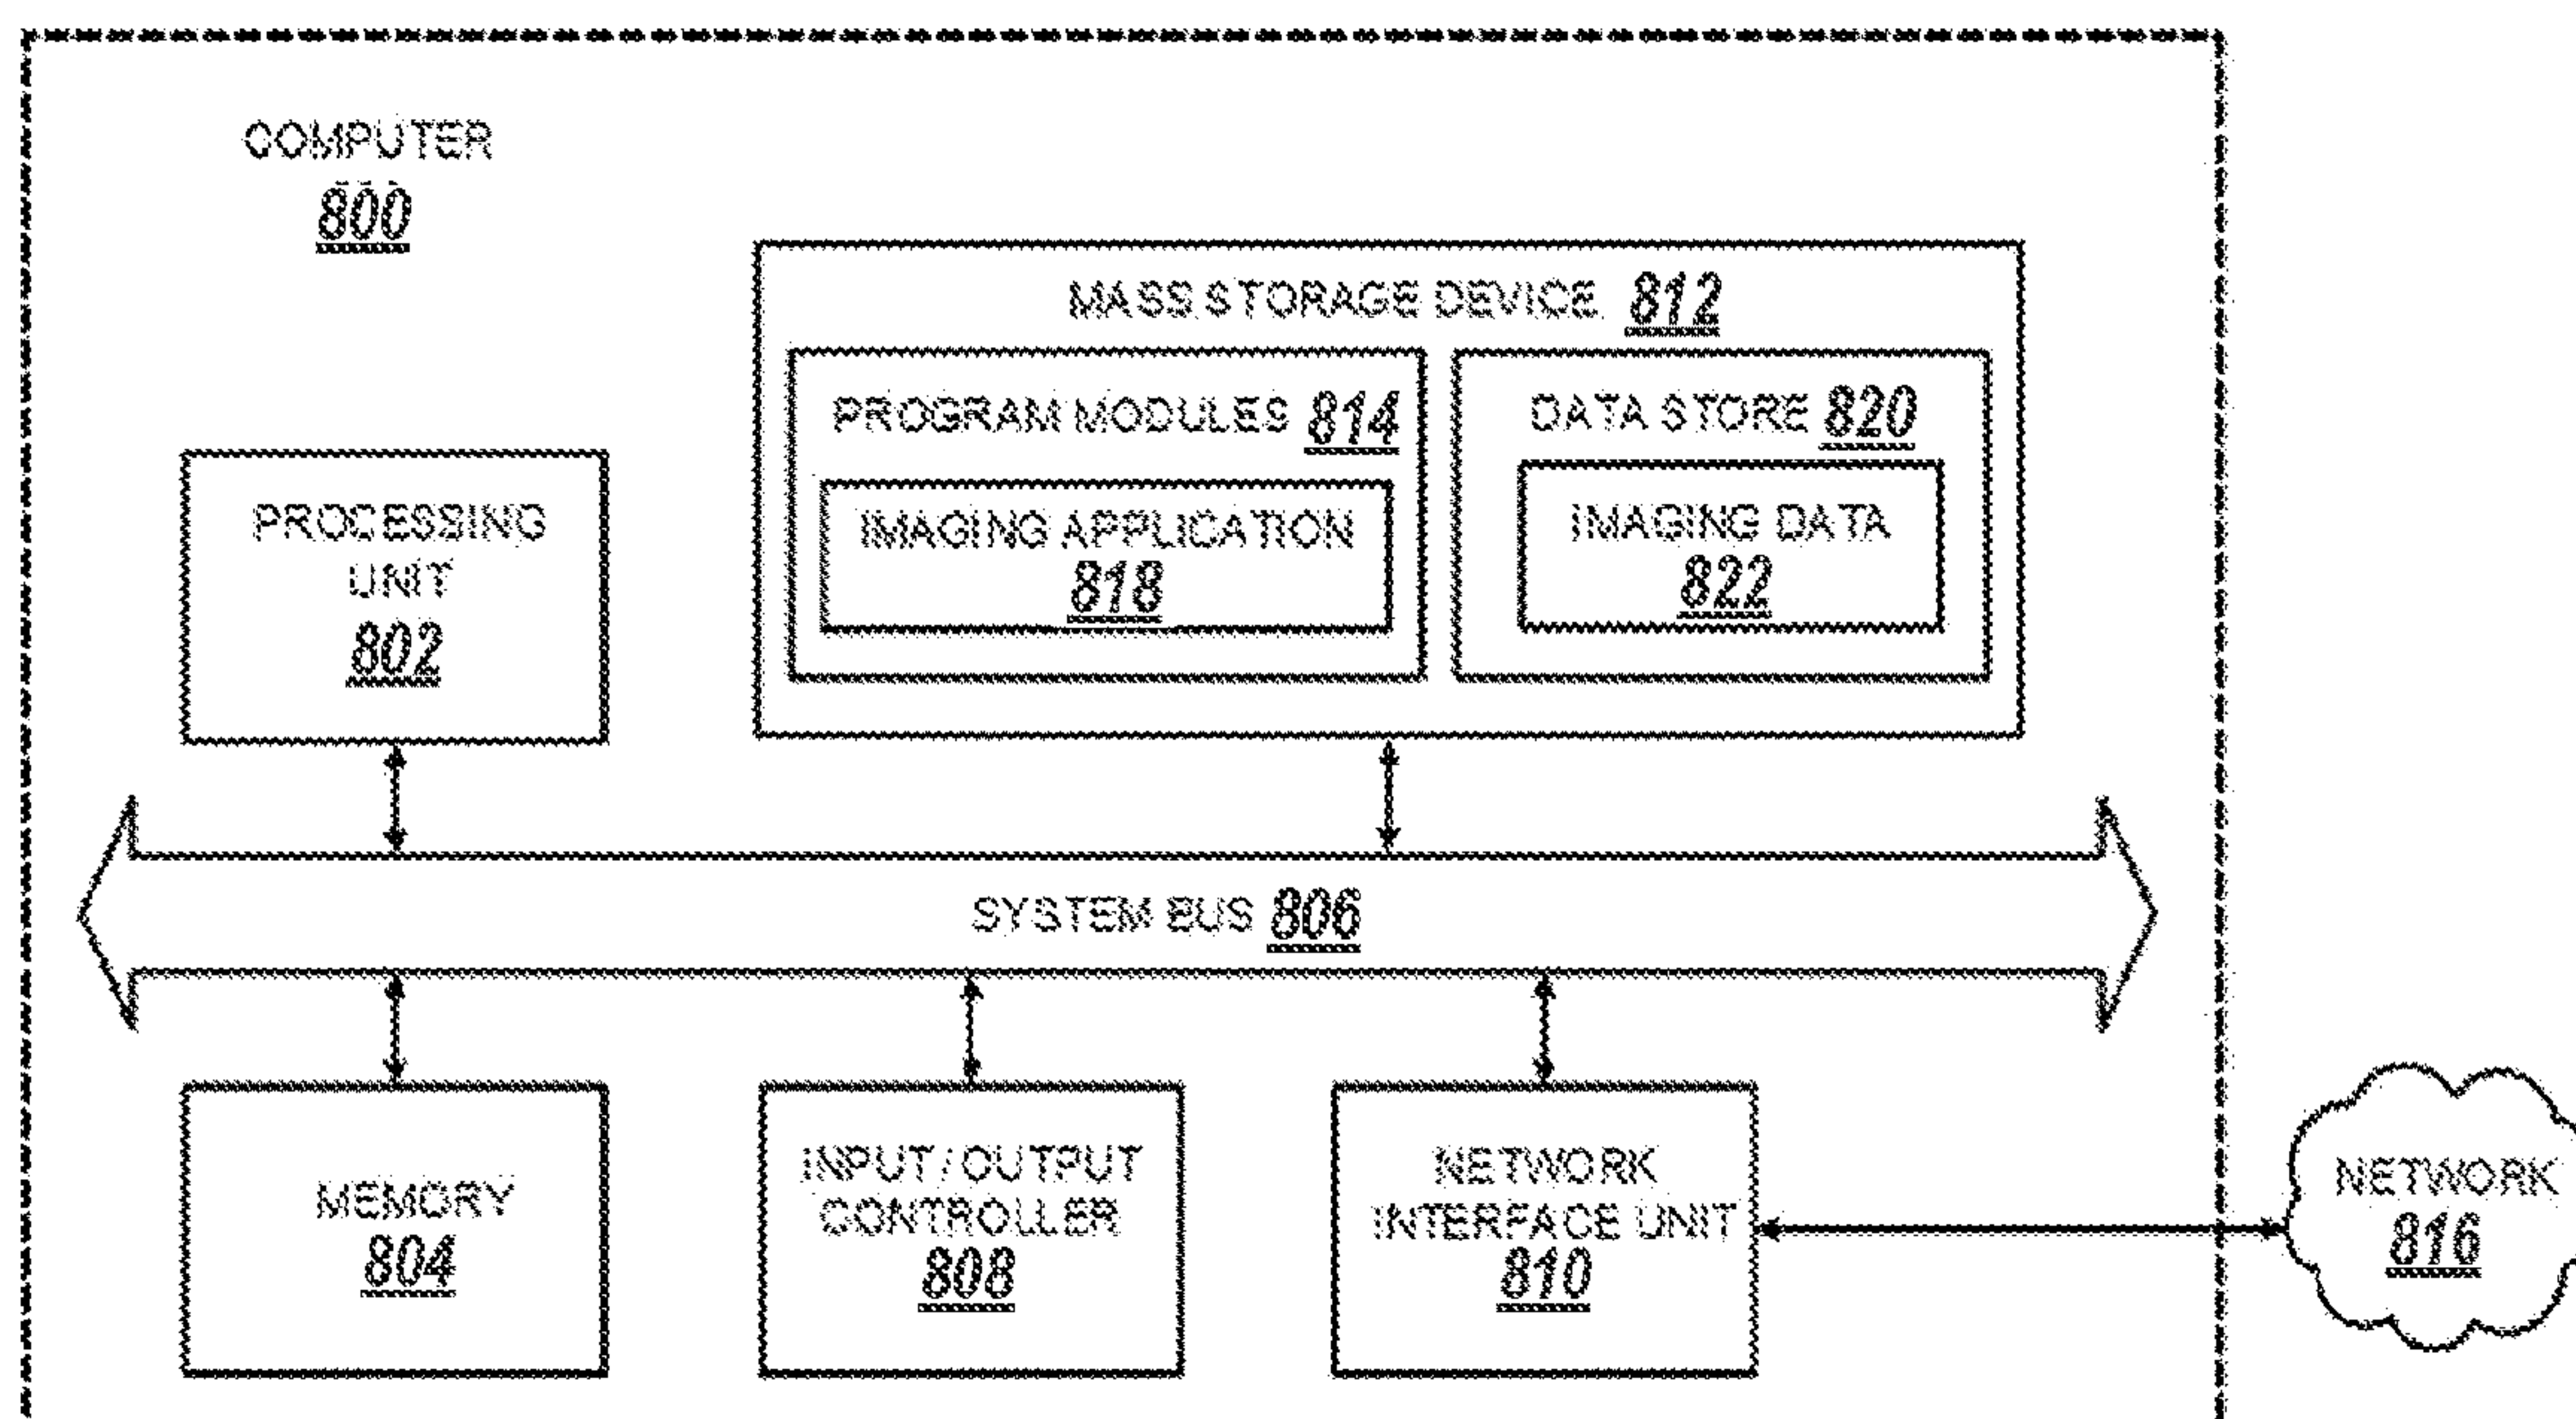 COMPUTER
800
MASS STORAGE DEVICE 812
PROGRAM MODULES 814
DATA STORE 820
IMAGING APPLICATION
818
IMAGING DATA
822
PROCESSING
UNIT
802
SYSTEM BUS 806
MEMORY
804
INPUT/OUTPUT
CONTROLLER
808
NETWORK
INTERFACE UNIT
810
NETWORK
816